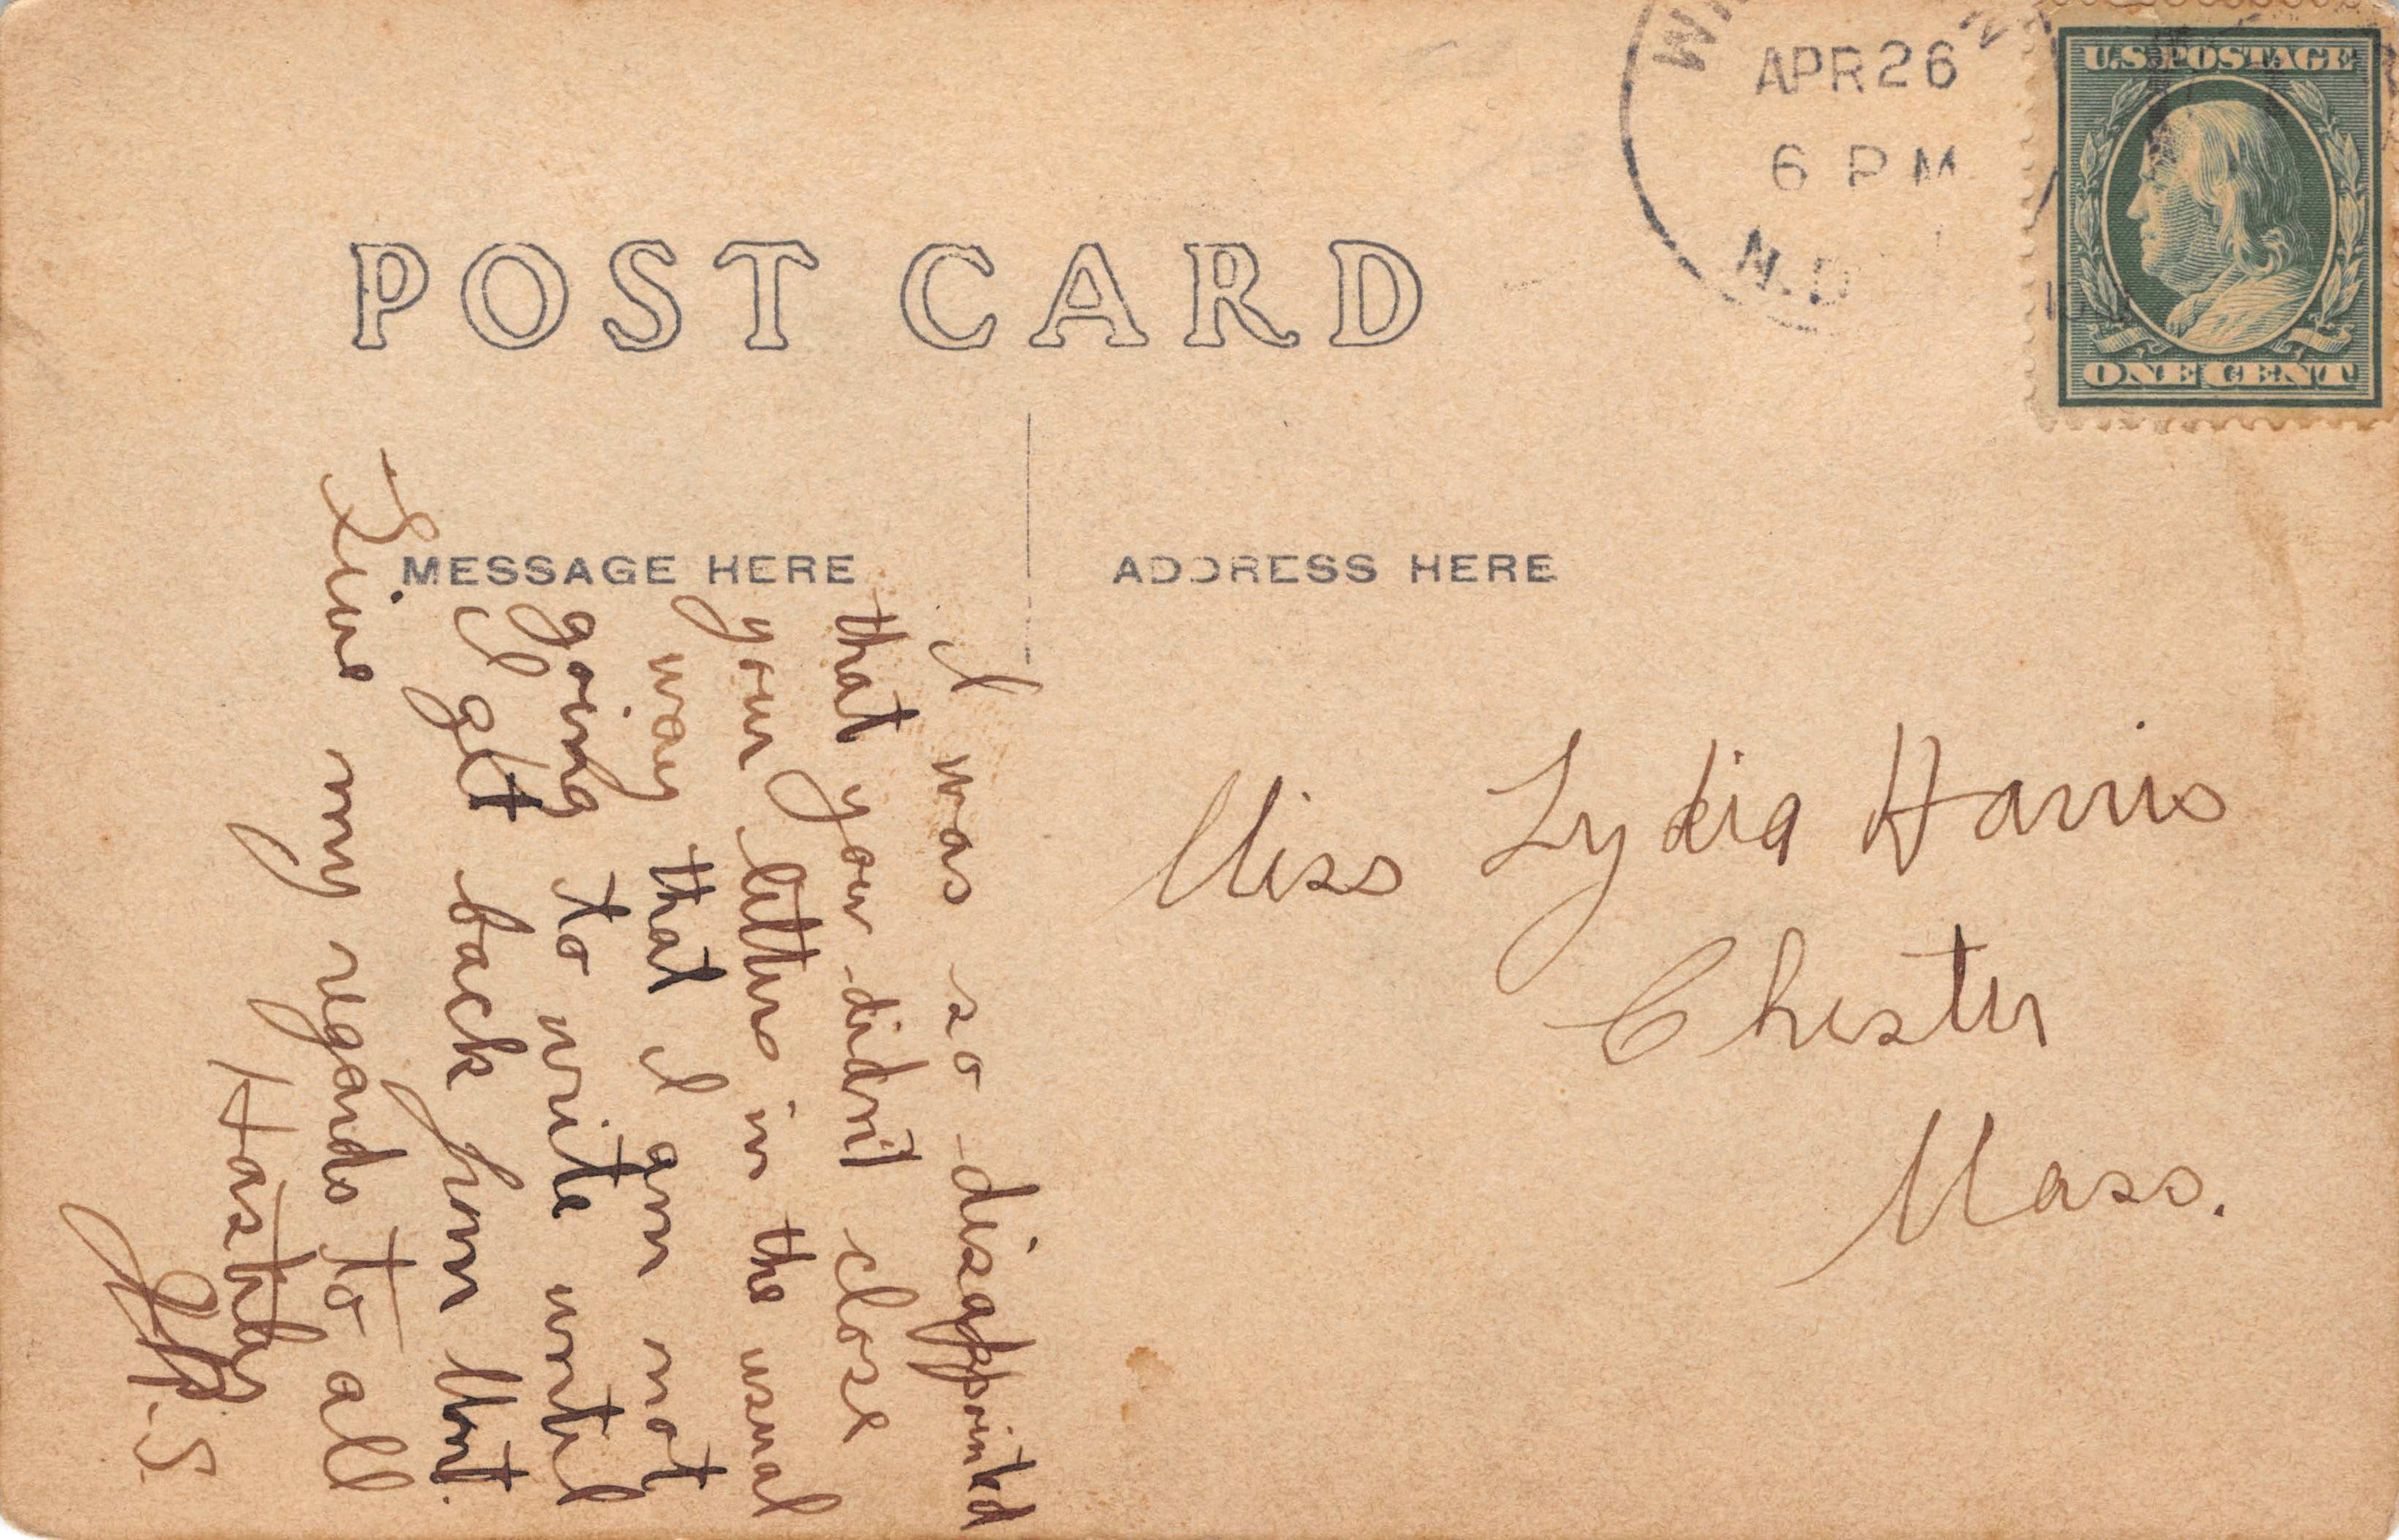 APR 26
6 PM
N.D
U.S. POSTAGE
ONE CENT
POST CARD
MESSAGE HERE
ADDRESS HERE
I was so disappointed
that you didn't close
your letters in the usual
way that I am not
going to write until
I get back from Mont.
Give my regards to all
Hastily
S.
Miss Lydia Harris
Chester
Mass.